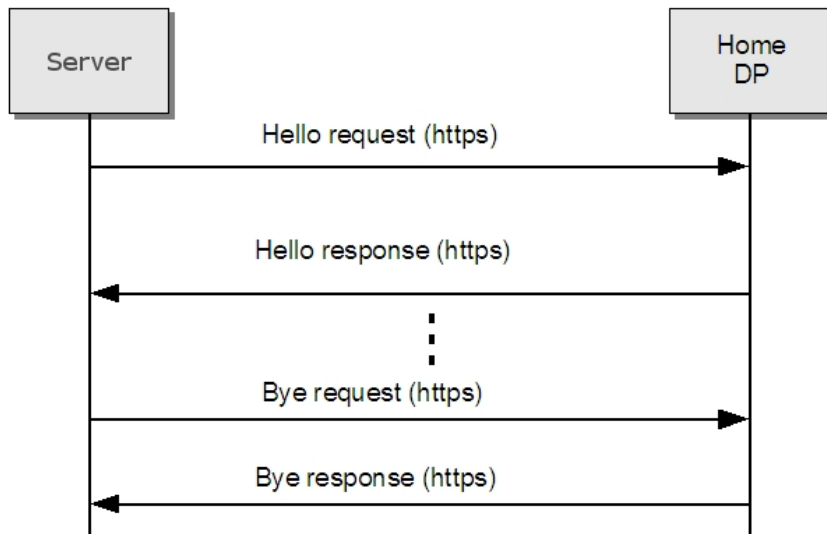 Server
Home
DP
Hello request (https)
Hello response (https)
Bye request (https)
Bye response (https)